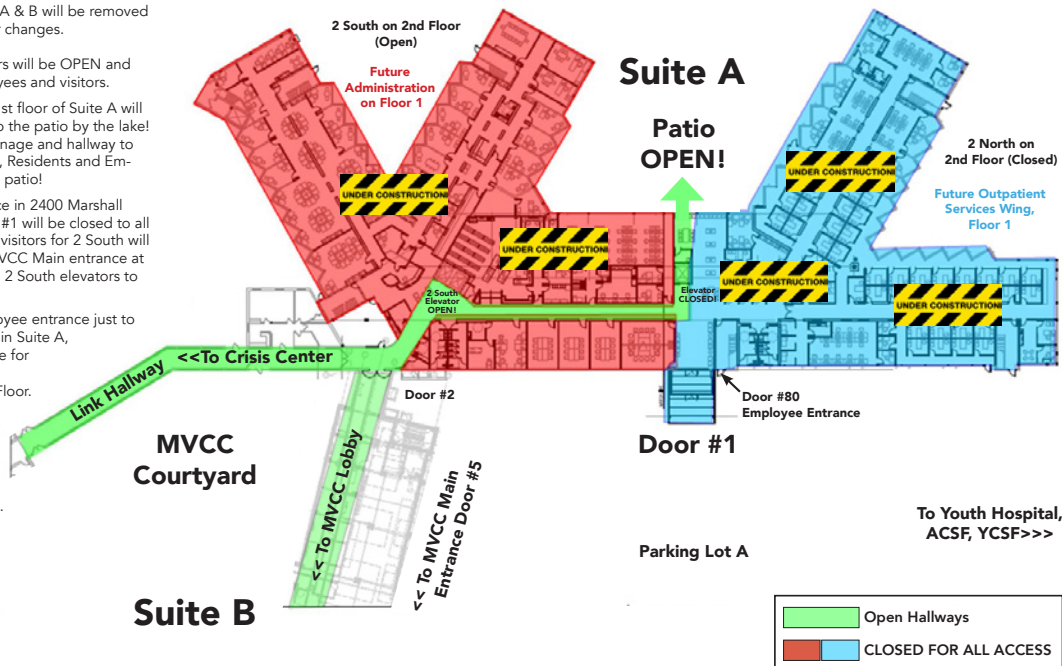 A & B will be removed
changes.
rs will be OPEN and
yees and visitors.
st floor of Suite A will
o the patio by the lake!
nage and hallway to
, Residents and Em-
patio!
ce in 2400 Marshall
#1 will be closed to all
visitors for 2 South will
VCC Main entrance at
2 South elevators to
oyee entrance just to
in Suite A,
e for
Floor.
2 South on 2nd Floor
(Open)
Future
Administration
on Floor 1
Suite A
Patio
OPEN!
2 North on
2nd Floor (Closed)
Future Outpatient
Services Wing,
Floor 1
UNDER CONSTRUCTION
UNDER CONSTRUCTION
UNDER CONSTRUCTION
UNDER CONSTRUCTION
UNDER CONSTRUCTION
2 South
Elevator
OPEN!
Elevator
CLOSED!
<<To Crisis Center
Link Hallway
Door #2
Door #80
Employee Entrance
Door #1
MVCC
Courtyard
<< To MVCC Lobby
<< To MVCC Main
Entrance Door #5
Suite B
Parking Lot A
To Youth Hospital,
ACSF, YCSF>>>
Open Hallways
CLOSED FOR ALL ACCESS